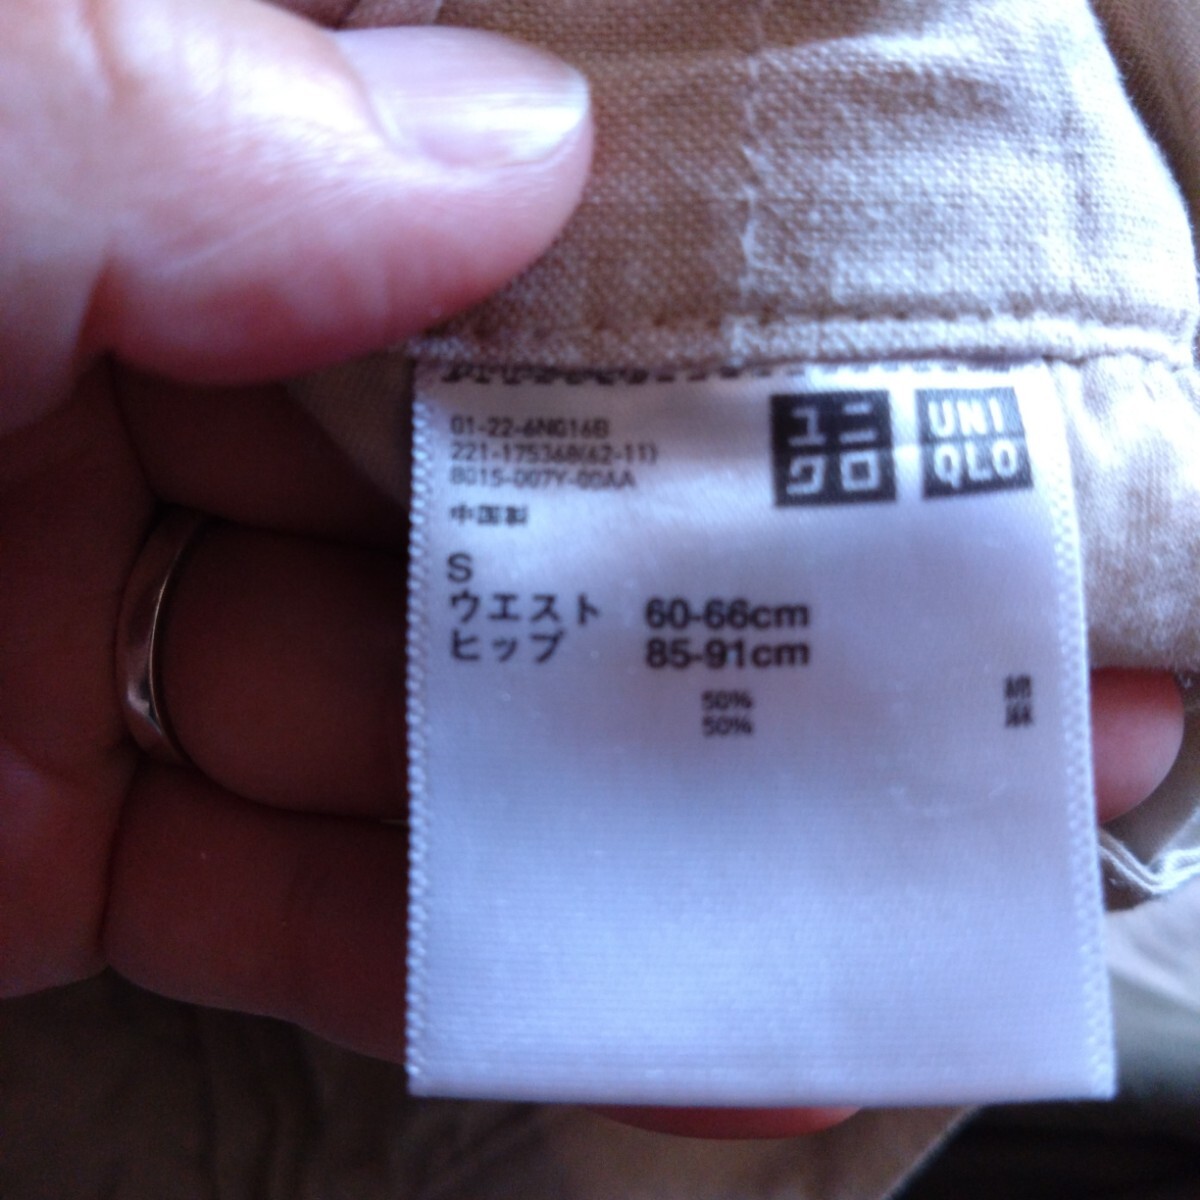 ユニ
クロ
UNI
QLO
01-22-6N016B
221-175368(62-11)
8015-007Y-00AA
中国製
S
ウエスト 60-66cm
ヒップ 85-91cm
50% 綿
50% 麻